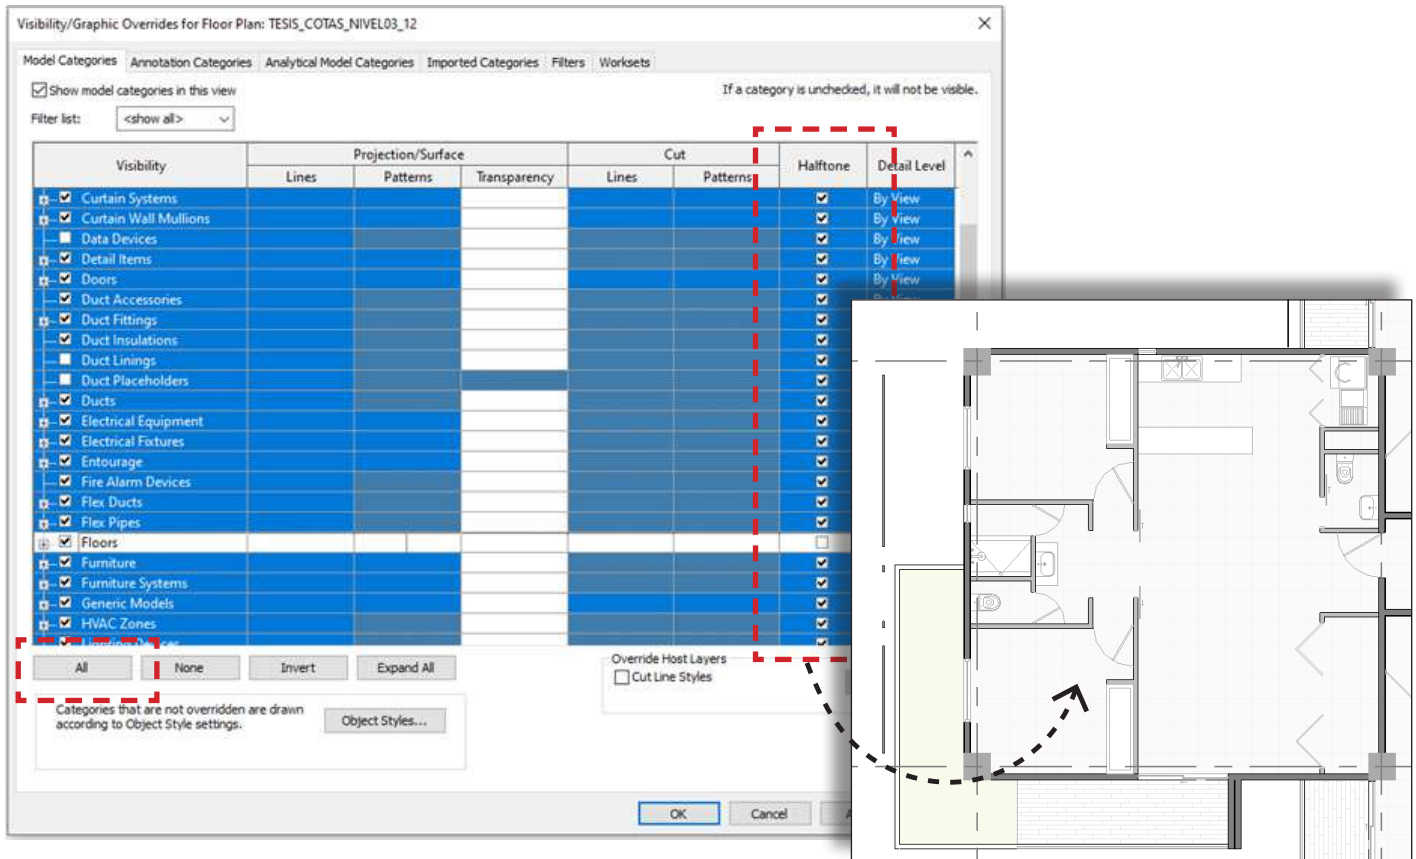 Visibility/Graphic Overrides for Floor Plan: TESIS_COTAS_NIVEL03_12
Model Categories Annotation Categories Analytical Model Categories Imported Categories Filters Worksets
Show model categories in this view
If a category is unchecked, it will not be visible.
Filter list: <show all>
Visibility Projection/Surface Cut Halftone Detail Level
Lines Patterns Transparency Lines Patterns
Curtain Systems By View
Curtain Wall Mullions By View
Data Devices By View
Detail Items By View
Doors By View
Duct Accessories
Duct Fittings
Duct Insulations
Duct Linings
Duct Placeholders
Ducts
Electrical Equipment
Electrical Fixtures
Entourage
Fire Alarm Devices
Flex Ducts
Flex Pipes
Floors
Furniture
Furniture Systems
Generic Models
HVAC Zones
Lighting Devices
All None Invert Expand All
Override Host Layers
Cut Line Styles
Categories that are not overridden are drawn
according to Object Style settings.
Object Styles...
OK Cancel